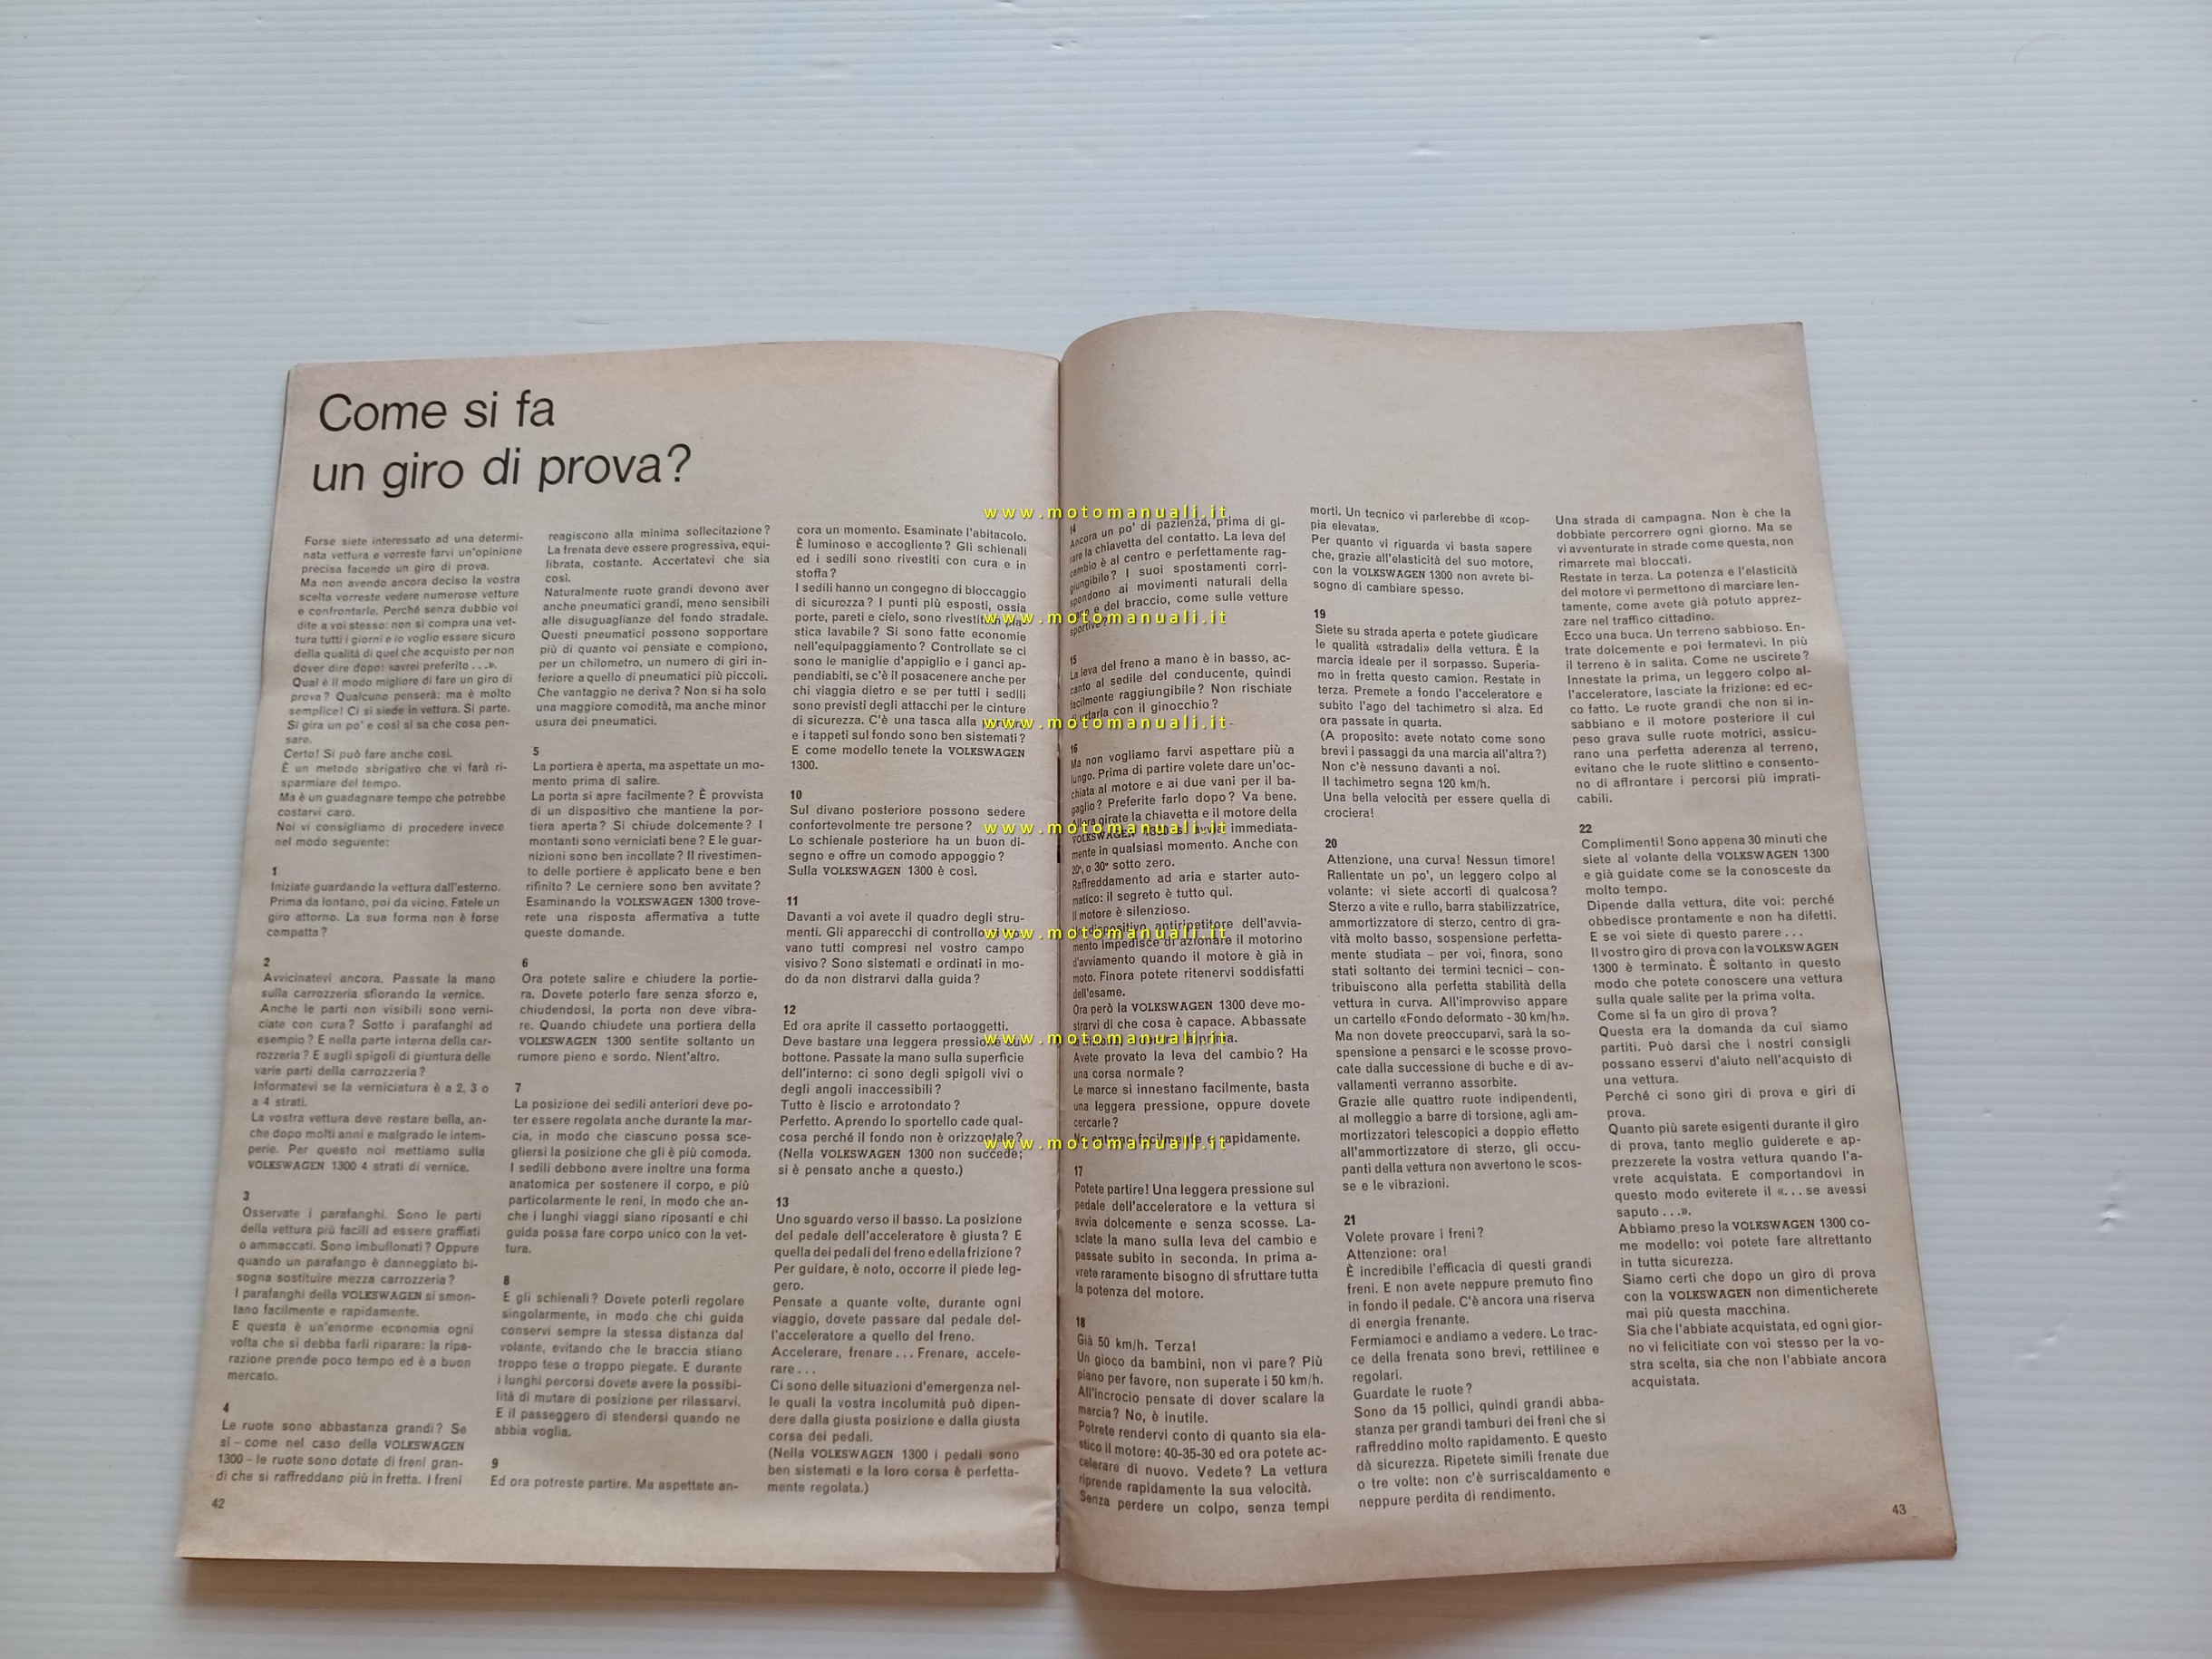 Come si fa
un giro di prova?
Forse siete interessato ad una determi-
nata vettura e vorreste farvi un'opinione
precisa facendo un giro di prova.
Ma non avendo ancora deciso la vostra
scelta vorreste vedere numerose vetture
e confrontarle. Perché senza dubbio voi
dite a voi stesso: non si compra una vet-
tura tutti i giorni e io voglio essere sicuro
della qualità di quel che acquisto per non
dover dire dopo: «avrei preferito ...».
Qual è il modo migliore di fare un giro di
prova? Qualcuno penserà: ma è molto
semplice! Ci si siede in vettura. Si parte.
Si gira un po' e così si sa che cosa pen-
sare.
Certo! Si può fare anche così.
È un metodo sbrigativo che vi farà ri-
sparmiare del tempo.
Ma è un guadagnare tempo che potrebbe
costarvi caro.
Noi vi consigliamo di procedere invece
nel modo seguente:
1
Iniziate guardando la vettura dall'esterno.
Prima da lontano, poi da vicino. Fatele un
giro attorno. La sua forma non è forse
compatta?
2
Avvicinatevi ancora. Passate la mano
sulla carrozzeria sfiorando la vernice.
Anche le parti non visibili sono verni-
ciate con cura? Sotto i parafanghi ad
esempio? E nella parte interna della car-
rozzeria? E sugli spigoli di giuntura delle
varie parti della carrozzeria?
Informatevi se la verniciatura è a 2, 3 o
a 4 strati.
La vostra vettura deve restare bella, an-
che dopo molti anni e malgrado le intem-
perie. Per questo noi mettiamo sulla
VOLKSWAGEN 1300 4 strati di vernice.
3
Osservate i parafanghi. Sono le parti
della vettura più facili ad essere graffiati
o ammaccati. Sono imbullonati? Oppure
quando un parafango è danneggiato bi-
sogna sostituire mezza carrozzeria?
I parafanghi della VOLKSWAGEN si smon-
tano facilmente e rapidamente.
E questa è un'enorme economia ogni
volta che si debba farli riparare: la ripa-
razione prende poco tempo ed è a buon
mercato.
4
Le ruote sono abbastanza grandi? Se
sì – come nel caso della VOLKSWAGEN
1300 – le ruote sono dotate di freni gran-
di che si raffreddano più in fretta. I freni
42
reagiscono alla minima sollecitazione?
La frenata deve essere progressiva, equi-
librata, costante. Accertatevi che sia
così.
Naturalmente ruote grandi devono aver
anche pneumatici grandi, meno sensibili
alle disuguaglianze del fondo stradale.
Questi pneumatici possono sopportare
più di quanto voi pensiate e compiono,
per un chilometro, un numero di giri in-
feriore a quello di pneumatici più piccoli.
Che vantaggio ne deriva? Non si ha solo
una maggiore comodità, ma anche minor
usura dei pneumatici.
5
La portiera è aperta, ma aspettate un mo-
mento prima di salire.
La porta si apre facilmente? È provvista
di un dispositivo che mantiene la por-
tiera aperta? Si chiude dolcemente? I
montanti sono verniciati bene? E le guar-
nizioni sono ben incollate? Il rivestimen-
to delle portiere è applicato bene e ben
rifinito? Le cerniere sono ben avvitate?
Esaminando la VOLKSWAGEN 1300 trove-
rete una risposta affermativa a tutte
queste domande.
6
Ora potete salire e chiudere la portie-
ra. Dovete poterlo fare senza sforzo e,
chiudendosi, la porta non deve vibra-
re. Quando chiudete una portiera della
VOLKSWAGEN 1300 sentite soltanto un
rumore pieno e sordo. Nient'altro.
7
La posizione dei sedili anteriori deve po-
ter essere regolata anche durante la mar-
cia, in modo che ciascuno possa sce-
gliersi la posizione che gli è più comoda.
I sedili debbono avere inoltre una forma
anatomica per sostenere il corpo, e più
particolarmente le reni, in modo che an-
che i lunghi viaggi siano riposanti e chi
guida possa fare corpo unico con la vet-
tura.
8
E gli schienali? Dovete poterli regolare
singolarmente, in modo che chi guida
conservi sempre la stessa distanza dal
volante, evitando che le braccia stiano
troppo tese o troppo piegate. E durante
i lunghi percorsi dovete avere la possibi-
lità di mutare di posizione per rilassarvi.
E il passeggero di stendersi quando ne
abbia voglia.
9
Ed ora potreste partire. Ma aspettate an-
cora un momento. Esaminate l'abitacolo.
È luminoso e accogliente? Gli schienali
ed i sedili sono rivestiti con cura e in
stoffa?
I sedili hanno un congegno di bloccaggio
di sicurozza? I punti più esposti, ossia
porte, pareti e cielo, sono rivestiti in pla-
stica lavabile? Si sono fatte economie
nell'equipaggiamento? Controllate se ci
sono le maniglie d'appiglio e i ganci ap-
pendiabiti, se c'è il posacenere anche per
chi viaggia dietro e se per tutti i sedili
sono previsti degli attacchi per le cinture
di sicurezza. C'è una tasca alla
e i tappeti sul fondo sono ben sistemati?
E come modello tenete la VOLKSWAGEN
1300.
10
Sul divano posteriore possono sedere
confortevolmente tre persone?
Lo schienale posteriore ha un buon di-
segno e offre un comodo appoggio?
Sulla VOLKSWAGEN 1300 è così.
11
Davanti a voi avete il quadro degli stru-
menti. Gli apparecchi di controllo
vano tutti compresi nel vostro campo
visivo? Sono sistemati e ordinati in mo-
do da non distrarvi dalla guida?
12
Ed ora aprite il cassetto portaoggetti.
Deve bastare una leggera pressione
bottone. Passate la mano sulla superficie
dell'interno: ci sono degli spigoli vivi o
degli angoli inaccessibili?
Tutto è liscio e arrotondato?
Perfetto. Aprendo lo sportello cade qual-
cosa perché il fondo non è orizzontale?
(Nella VOLKSWAGEN 1300 non succede;
si è pensato anche a questo.)
13
Uno sguardo verso il basso. La posizione
del pedale dell'acceleratore è giusta? E
quella dei pedali del freno e della frizione?
Per guidare, è noto, occorre il piede leg-
gero.
Pensate a quante volte, durante ogni
viaggio, dovete passare dal pedale del-
l'acceleratore a quello del freno.
Accelerare, frenare ... Frenare, accele-
rare ...
Ci sono delle situazioni d'emergenza nel-
le quali la vostra incolumità può dipen-
dere dalla giusta posizione e dalla giusta
corsa dei pedali.
(Nella VOLKSWAGEN 1300 i pedali sono
ben sistemati e la loro corsa è perfetta-
mente regolata.)
www.motomanuali.it
www.motomanuali.it
www.motomanuali.it
www.motomanuali.it
www.motomanuali.it
www.motomanuali.it
www.motomanuali.it
14
Ancora un po' di pazienza, prima di gi-
rare la chiavetta del contatto. La leva del
cambio è al centro e perfettamente rag-
giungibile? I suoi spostamenti corri-
spondono ai movimenti naturali della
e del braccio, come sulle vetture
sportive?
15
La leva del freno a mano è in basso, ac-
canto al sedile del conducente, quindi
facilmente raggiungibile? Non rischiate
d'urtarla con il ginocchio?
16
Ma non vogliamo farvi aspettare più a
lungo. Prima di partire volete dare un'oc-
chiata al motore e ai due vani per il ba-
gaglio? Preferite farlo dopo? Va bene.
Allora girate la chiavetta e il motore della
VOLKSWAGEN 1300 si avvia immediata-
mente in qualsiasi momento. Anche con
20°, o 30° sotto zero.
Raffreddamento ad aria e starter auto-
matico: il segreto è tutto qui.
Il motore è silenzioso.
dispositivo antiripetitore dell'avvia-
mento impedisce di azionare il motorino
d'avviamento quando il motore è già in
moto. Finora potete ritenervi soddisfatti
dell'esame.
Ora però la VOLKSWAGEN 1300 deve mo-
strarvi di che cosa è capace. Abbassate
la prima.
Avete provato la leva del cambio? Ha
una corsa normale?
Le marce si innestano facilmente, basta
una leggera pressione, oppure dovete
cercarle?
facilmente e rapidamente.
17
Potete partire! Una leggera pressione sul
pedale dell'acceleratore e la vettura si
avvia dolcemente e senza scosse. La-
sciate la mano sulla leva del cambio e
passate subito in seconda. In prima a-
vrete raramente bisogno di sfruttare tutta
la potenza del motore.
18
Già 50 km/h. Terza!
Un gioco da bambini, non vi pare? Più
piano per favore, non superate i 50 km/h.
All'incrocio pensate di dover scalare la
marcia? No, è inutile.
Potrete rendervi conto di quanto sia ela-
stico il motore: 40-35-30 ed ora potete ac-
celerare di nuovo. Vedete? La vettura
riprende rapidamente la sua velocità.
Senza perdere un colpo, senza tempi
morti. Un tecnico vi parlerebbe di «cop-
pia elevata».
Per quanto vi riguarda vi basta sapere
che, grazie all'elasticità del suo motore,
con la VOLKSWAGEN 1300 non avrete bi-
sogno di cambiare spesso.
19
Siete su strada aperta e potete giudicare
le qualità «stradali» della vettura. È la
marcia ideale per il sorpasso. Superia-
mo in fretta questo camion. Restate in
terza. Premete a fondo l'acceleratore e
subito l'ago del tachimetro si alza. Ed
ora passate in quarta.
(A proposito: avete notato come sono
brevi i passaggi da una marcia all'altra?)
Non c'è nessuno davanti a noi.
Il tachimetro segna 120 km/h.
Una bella velocità per essere quella di
crociera!
20
Attenzione, una curva! Nessun timore!
Rallentate un po', un leggero colpo al
volante: vi siete accorti di qualcosa?
Sterzo a vite e rullo, barra stabilizzatrice,
ammortizzatore di sterzo, centro di gra-
vità molto basso, sospensione perfetta-
mente studiata – per voi, finora, sono
stati soltanto dei termini tecnici – con-
tribuiscono alla perfetta stabilità della
vettura in curva. All'improvviso appare
un cartello «Fondo deformato - 30 km/h».
Ma non dovete preoccuparvi, sarà la so-
spensione a pensarci e le scosse provo-
cate dalla successione di buche e di av-
vallamenti verranno assorbite.
Grazie alle quattro ruote indipendenti,
al molleggio a barre di torsione, agli am-
mortizzatori telescopici a doppio effetto
all'ammortizzatore di sterzo, gli occu-
panti della vettura non avvertono le scos-
se e le vibrazioni.
21
Volete provare i freni?
Attenzione: ora!
È incredibile l'efficacia di questi grandi
freni. E non avete neppure premuto fino
in fondo il pedale. C'è ancora una riserva
di energia frenante.
Fermiamoci e andiamo a vedere. Le trac-
ce della frenata sono brevi, rettilinee e
regolari.
Guardate le ruote?
Sono da 15 pollici, quindi grandi abba-
stanza per grandi tamburi dei freni che si
raffreddino molto rapidamente. E questo
dà sicurezza. Ripetete simili frenate due
o tre volte: non c'è surriscaldamento e
neppure perdita di rendimento.
Una strada di campagna. Non è che la
dobbiate percorrere ogni giorno. Ma se
vi avventurate in strade come questa, non
rimarrete mai bloccati.
Restate in terza. La potenza e l'elasticità
del motore vi permettono di marciare len-
tamente, come avete già potuto apprez-
zare nel traffico cittadino.
Ecco una buca. Un terreno sabbioso. En-
trate dolcemente e poi fermatevi. In più
il terreno è in salita. Come ne uscirete?
Innestate la prima, un leggero colpo al-
l'acceleratore, lasciate la frizione: ed ec-
co fatto. Le ruote grandi che non si in-
sabbiano e il motore posteriore il cui
peso grava sulle ruote motrici, assicu-
rano una perfetta aderenza al terreno,
evitano che le ruote slittino e consento-
no di affrontare i percorsi più imprati-
cabili.
22
Complimenti! Sono appena 30 minuti che
siete al volante della VOLKSWAGEN 1300
e già guidate come se la conosceste da
molto tempo.
Dipende dalla vettura, dite voi: perché
obbedisce prontamente e non ha difetti.
E se voi siete di questo parere ...
Il vostro giro di prova con la VOLKSWAGEN
1300 è terminato. È soltanto in questo
modo che potete conoscere una vettura
sulla quale salite per la prima volta.
Come si fa un giro di prova?
Questa era la domanda da cui siamo
partiti. Può darsi che i nostri consigli
possano esservi d'aiuto nell'acquisto di
una vettura.
Perché ci sono giri di prova e giri di
prova.
Quanto più sarete esigenti durante il giro
di prova, tanto meglio guiderete e ap-
prezzerete la vostra vettura quando l'a-
vrete acquistata. E comportandovi in
questo modo eviterete il «... se avessi
saputo ...».
Abbiamo preso la VOLKSWAGEN 1300 co-
me modello: voi potete fare altrettanto
in tutta sicurezza.
Siamo certi che dopo un giro di prova
con la VOLKSWAGEN non dimenticherete
mai più questa macchina.
Sia che l'abbiate acquistata, ed ogni gior-
no vi felicitiate con voi stesso per la vo-
stra scelta, sia che non l'abbiate ancora
acquistata.
43